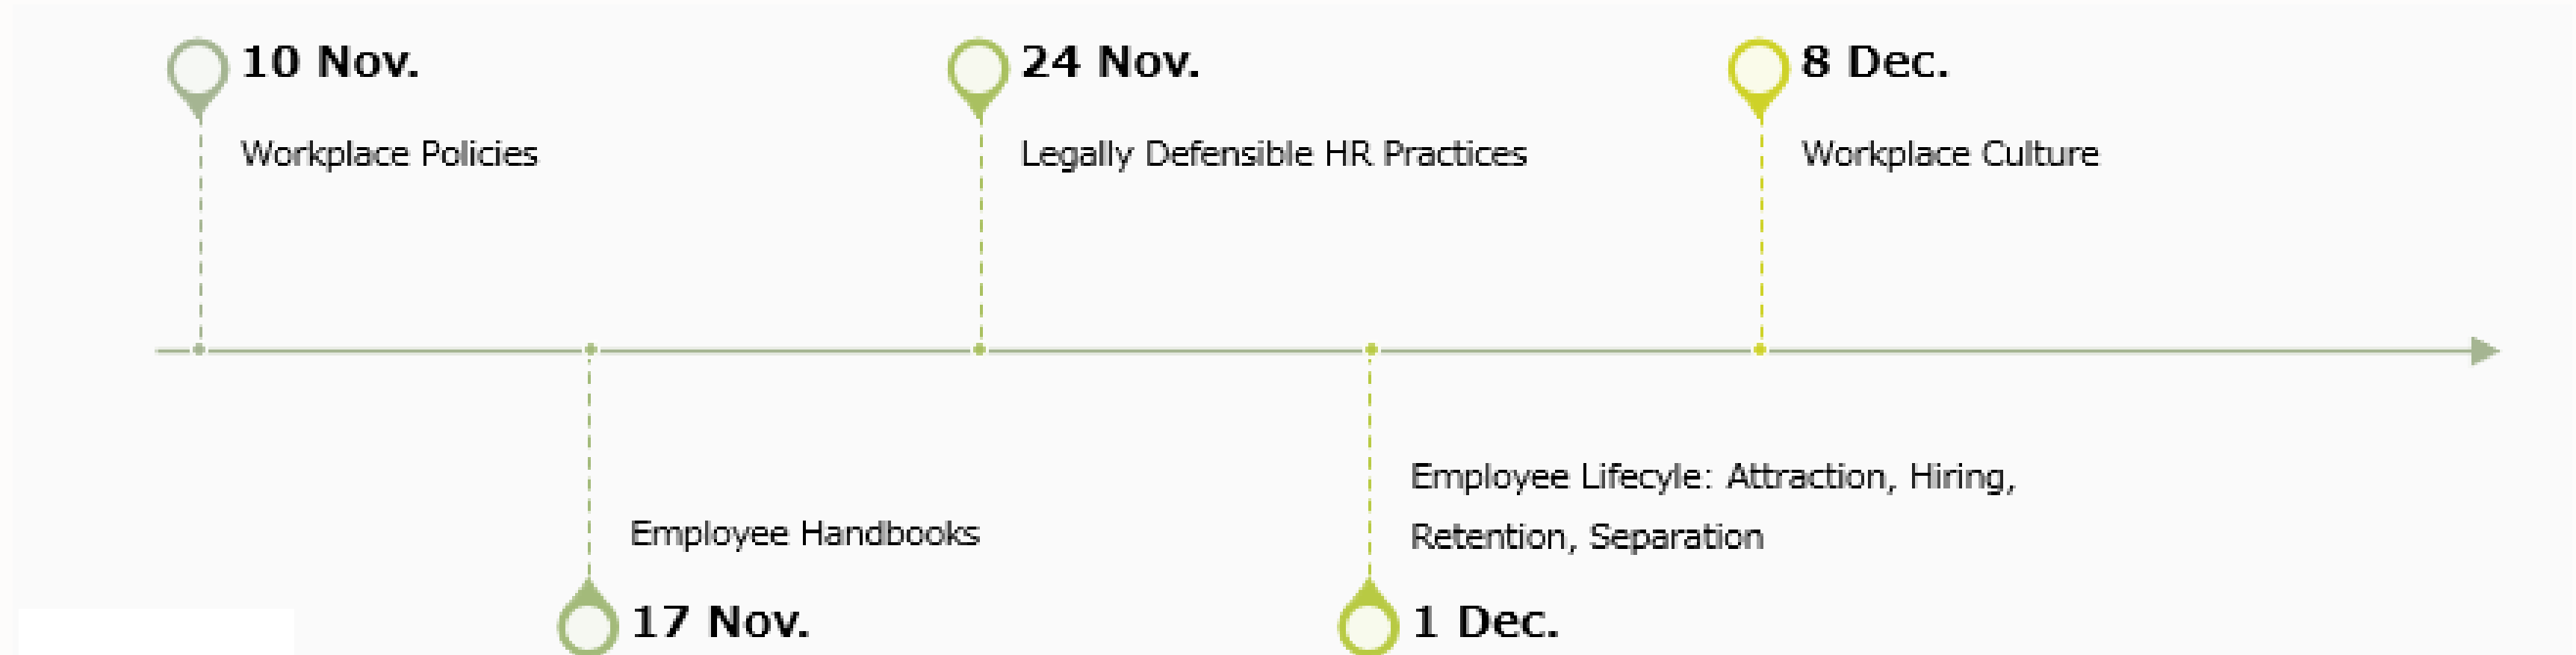 10 Nov.
Workplace Policies
24 Nov.
Legally Defensible HR Practices
8 Dec.
Workplace Culture
Employee Handbooks
17 Nov.
Employee Lifecyle: Attraction, Hiring,
Retention, Separation
1 Dec.